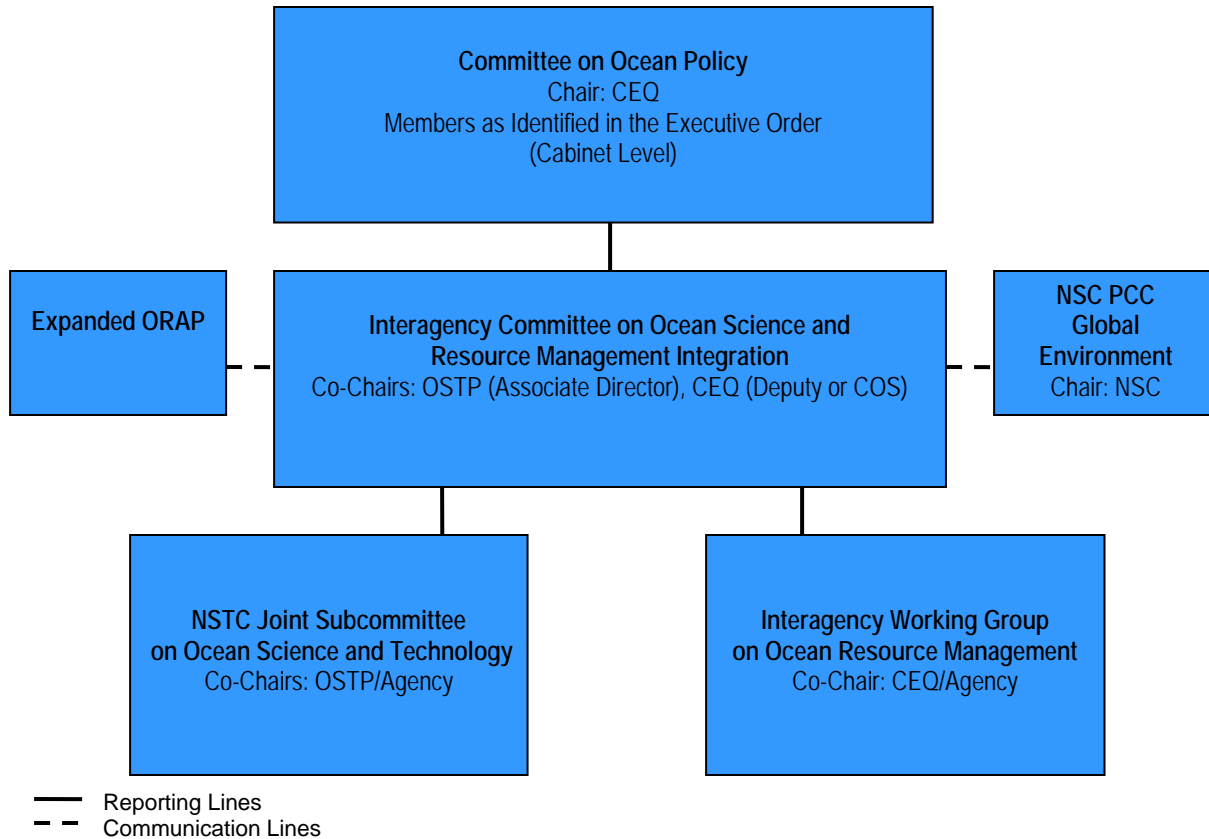 Committee on Ocean Policy
Chair: CEQ
Members as Identified in the Executive Order
(Cabinet Level)
Expanded ORAP
Interagency Committee on Ocean Science and
Resource Management Integration
Co-Chairs: OSTP (Associate Director), CEQ (Deputy or COS)
NSC PCC
Global
Environment
Chair: NSC
NSTC Joint Subcommittee
on Ocean Science and Technology
Co-Chairs: OSTP/Agency
Interagency Working Group
on Ocean Resource Management
Co-Chair: CEQ/Agency
Reporting Lines
Communication Lines